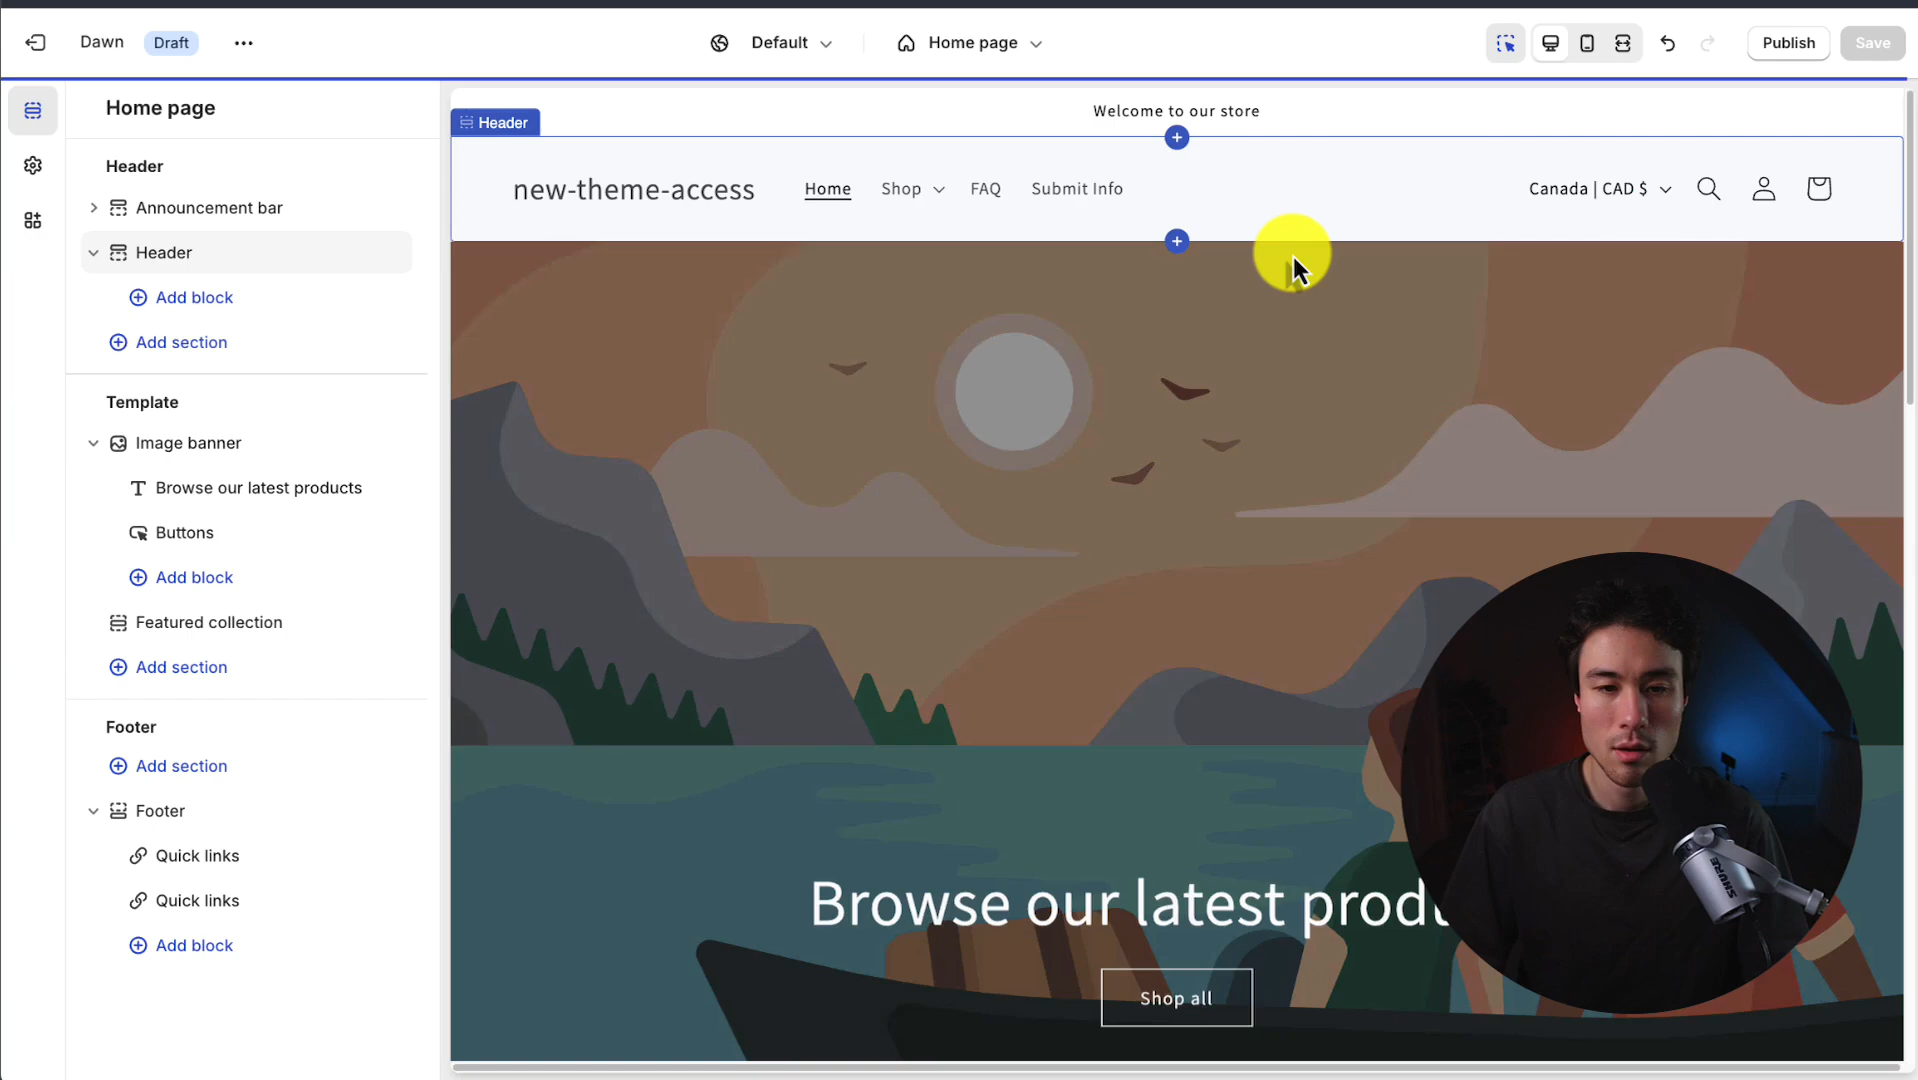 Dawn
Draft
Default
Home page
Publish
Save
Home page
Header
Announcement bar
Header
Add block
Add section
Template
Image banner
Browse our latest products
Buttons
Add block
Featured collection
Add section
Footer
Add section
Footer
Quick links
Quick links
Add block
Welcome to our store
Header
new-theme-access
Home
Shop
FAQ
Submit Info
Canada | CAD $
Browse our latest produ
Shop all
SHURE